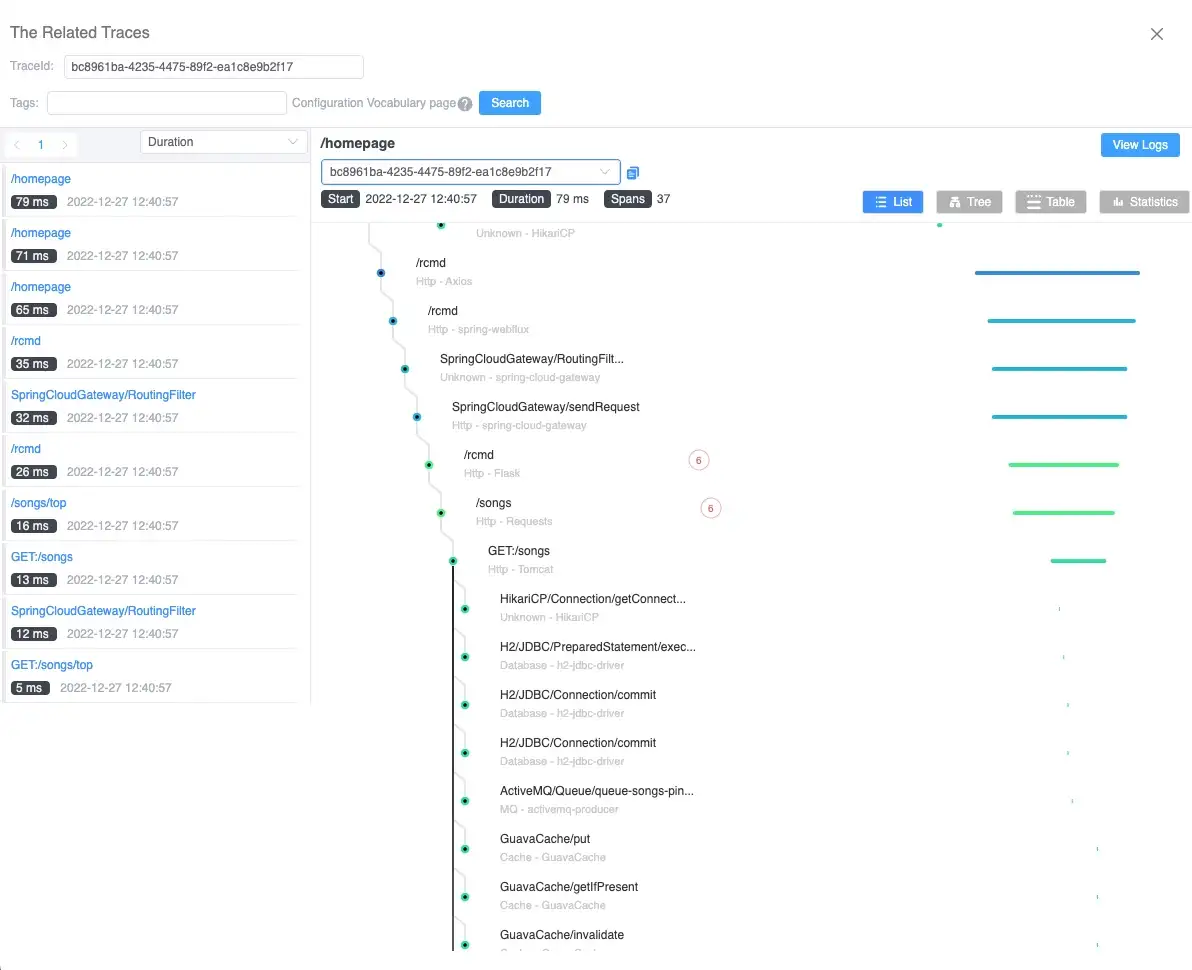 The Related Traces
TraceId: bc8961ba-4235-4475-89f2-ea1c8e9b2f17
Tags: Configuration Vocabulary page ? Search
1 Duration
/homepage
79 ms 2022-12-27 12:40:57
/homepage
71 ms 2022-12-27 12:40:57
/homepage
65 ms 2022-12-27 12:40:57
/rcmd
35 ms 2022-12-27 12:40:57
SpringCloudGateway/RoutingFilter
32 ms 2022-12-27 12:40:57
/rcmd
26 ms 2022-12-27 12:40:57
/songs/top
16 ms 2022-12-27 12:40:57
GET:/songs
13 ms 2022-12-27 12:40:57
SpringCloudGateway/RoutingFilter
12 ms 2022-12-27 12:40:57
GET:/songs/top
5 ms 2022-12-27 12:40:57
/homepage
View Logs
bc8961ba-4235-4475-89f2-ea1c8e9b2f17
Start 2022-12-27 12:40:57 Duration 79 ms Spans 37
List Tree Table Statistics
Unknown - HikariCP
/rcmd
Http - Axios
/rcmd
Http - spring-webflux
SpringCloudGateway/RoutingFilt...
Unknown - spring-cloud-gateway
SpringCloudGateway/sendRequest
Http - spring-cloud-gateway
/rcmd 6
Http - Flask
/songs 6
Http - Requests
GET:/songs
Http - Tomcat
HikariCP/Connection/getConnect...
Unknown - HikariCP
H2/JDBC/PreparedStatement/exec...
Database - h2-jdbc-driver
H2/JDBC/Connection/commit
Database - h2-jdbc-driver
H2/JDBC/Connection/commit
Database - h2-jdbc-driver
ActiveMQ/Queue/queue-songs-pin...
MQ - activemq-producer
GuavaCache/put
Cache - GuavaCache
GuavaCache/getIfPresent
Cache - GuavaCache
GuavaCache/invalidate